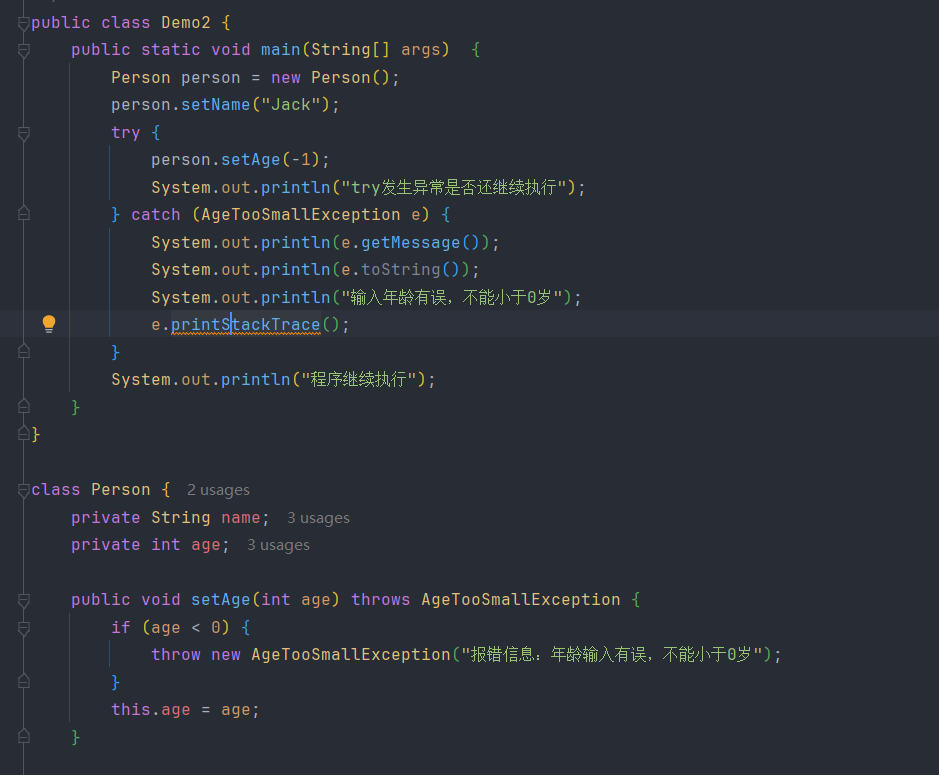 public class Demo2 {
public static void main(String[] args)  {
Person person = new Person();
person.setName("Jack");
try {
person.setAge(-1);
System.out.println("try发生异常是否还继续执行");
} catch (AgeTooSmallException e) {
System.out.println(e.getMessage());
System.out.println(e.toString());
System.out.println("输入年龄有误，不能小于0岁");
e.printStackTrace();
}
System.out.println("程序继续执行");
}
}
class Person { 2 usages
private String name; 3 usages
private int age; 3 usages
public void setAge(int age) throws AgeTooSmallException {
if (age < 0) {
throw new AgeTooSmallException("报错信息：年龄输入有误，不能小于0岁");
}
this.age = age;
}